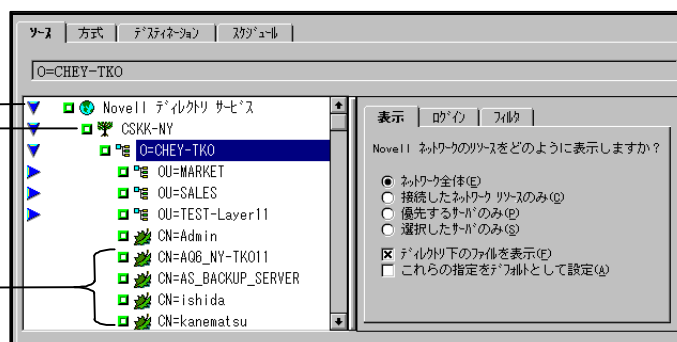 ソース 方式 ﾃﾞｽﾃｨﾈｰｼｮﾝ ｽｹｼﾞｭｰﾙ
O=CHEY-TKO
Novell ﾃﾞｨﾚｸﾄﾘ ｻｰﾋﾞｽ
CSKK-NY
O=CHEY-TKO
OU=MARKET
OU=SALES
OU=TEST-Layer11
CN=Admin
CN=AQ6_NY-TKO11
CN=AS_BACKUP_SERVER
CN=ishida
CN=kanematsu
表示 ﾛｸﾞｲﾝ ﾌｨﾙﾀ
Novell ﾈｯﾄﾜｰｸのﾘｿｰｽをどのように表示しますか？
ﾈｯﾄﾜｰｸ全体(E)
接続したﾈｯﾄﾜｰｸ ﾘｿｰｽのみ(C)
優先するｻｰﾊﾞのみ(P)
選択したｻｰﾊﾞのみ(S)
ﾃﾞｨﾚｸﾄﾘ下のﾌｧｲﾙを表示(F)
これらの指定をﾃﾞﾌｫﾙﾄとして設定(A)